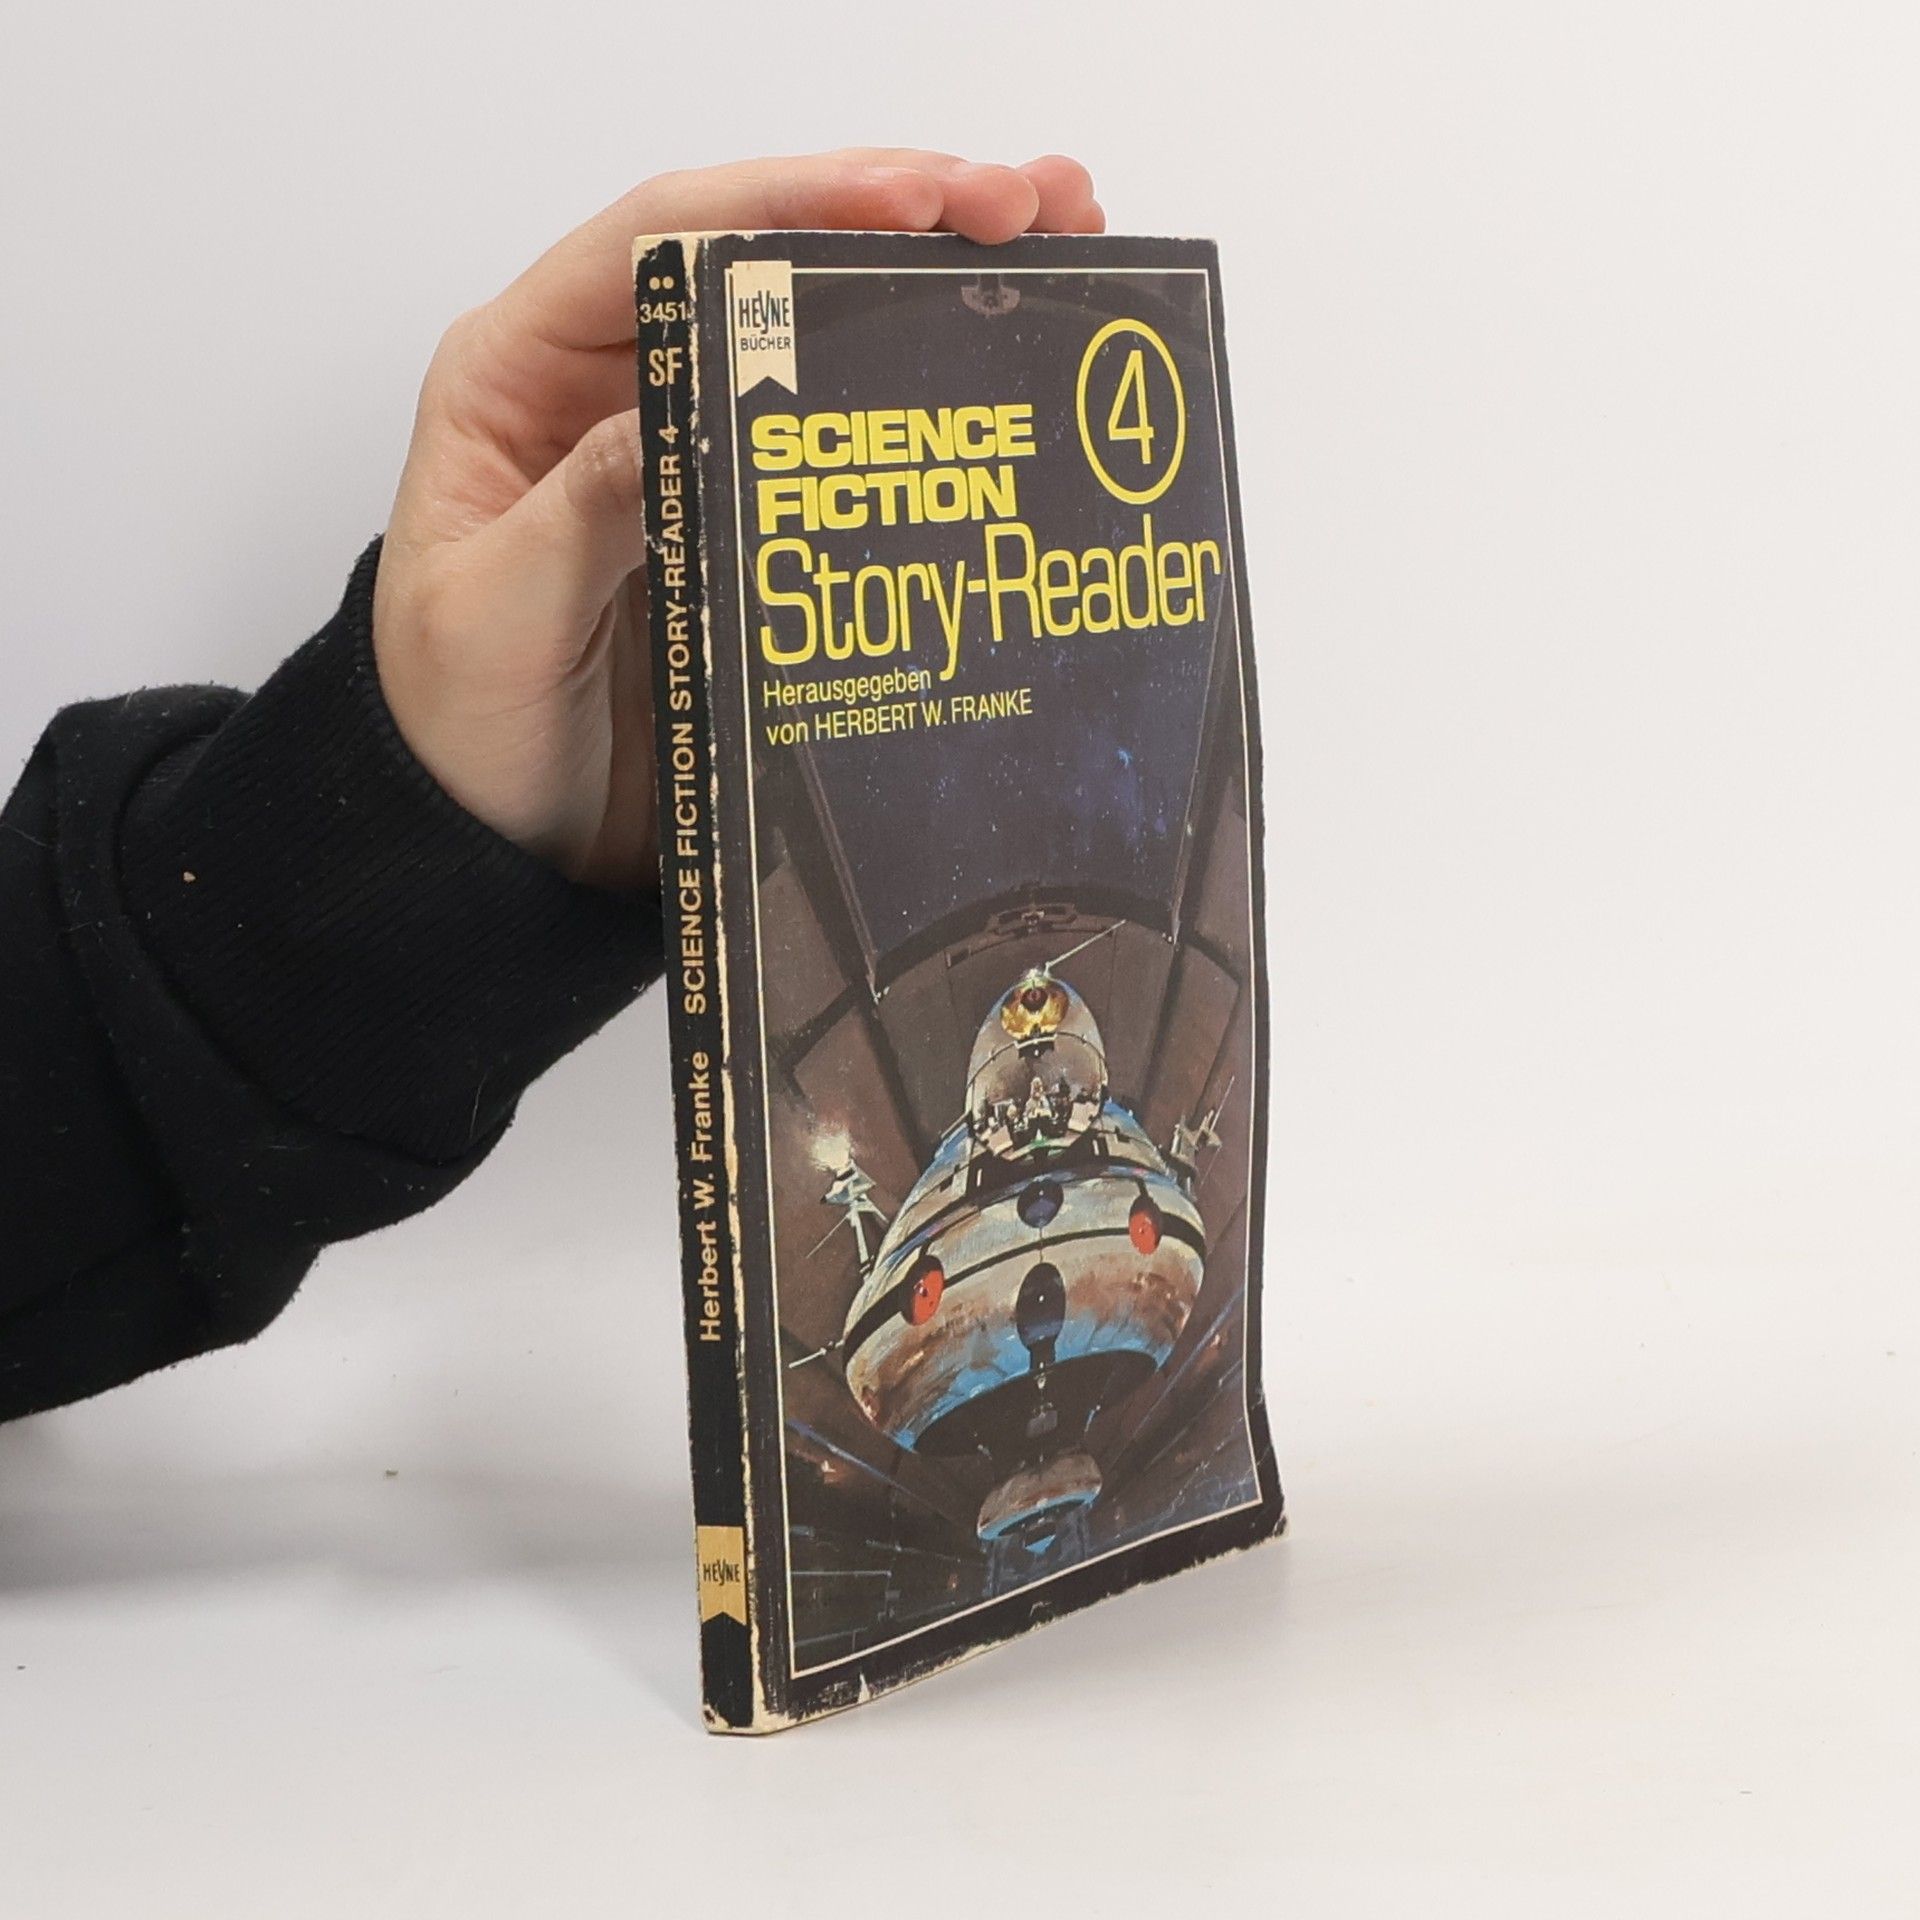 ●●
3451
SF
Herbert W. Franke SCIENCE FICTION STORY-READER 4
HEYNE
HEYNE
BÜCHER
4
SCIENCE
FICTION
Story-Reader
Herausgegeben
von HERBERT W. FRANKE